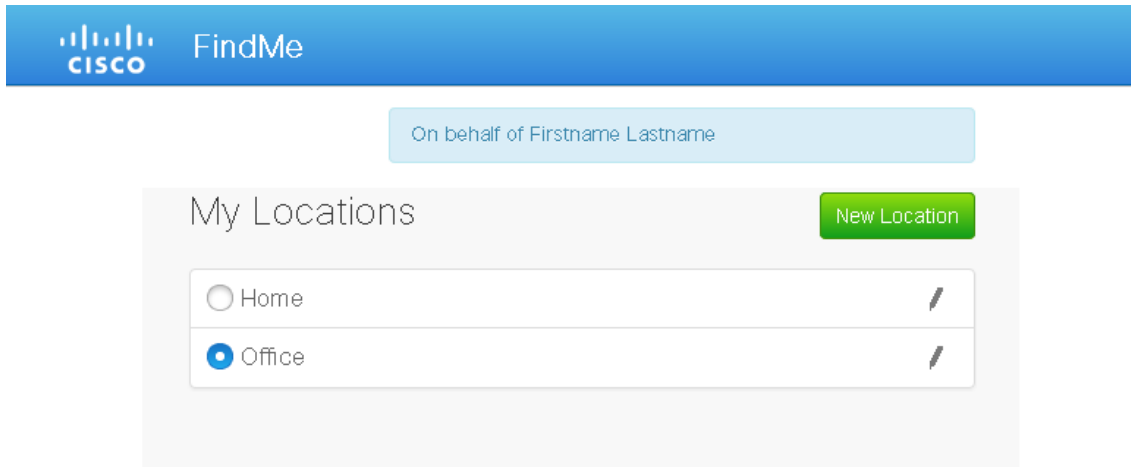 CISCO
FindMe
On behalf of Firstname Lastname
My Locations
New Location
Home
Office